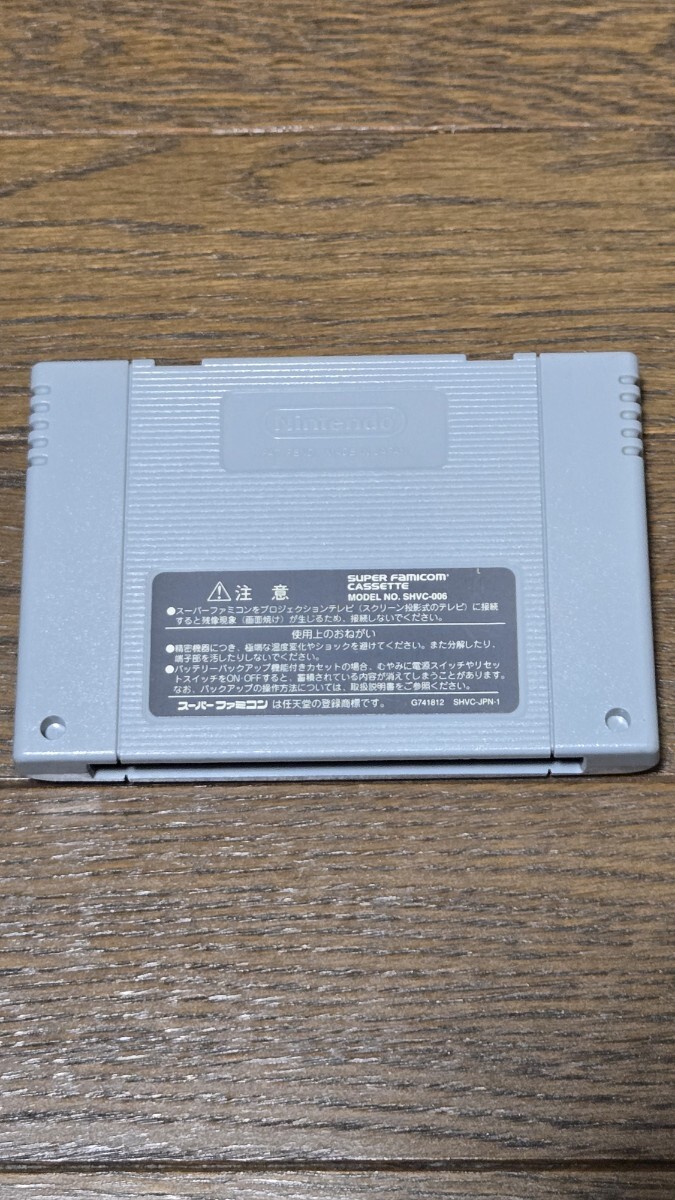 Nintendo
⚠注 意
SUPER FAMICOM
CASSETTE
MODEL NO. SHVC-006
●スーパーファミコンをプロジェクションテレビ(スクリーン投影式のテレビ)に接続
すると残像現象(画面焼け)が生じるため、接続しないでください。
使用上のおねがい
●精密機器につき、極端な温度変化やショックを避けてください。また分解したり、
端子部を汚したりしないでください。
●バッテリーバックアップ機能付きカセットの場合、むやみに電源スイッチやリセッ
トスイッチをON・OFFすると、蓄積されている内容が消えてしまうことがあります。
なお、バックアップの操作方法については、取扱説明書をご参照ください。
スーパーファミコン は任天堂の登録商標です。 G741812 SHVC-JPN-1